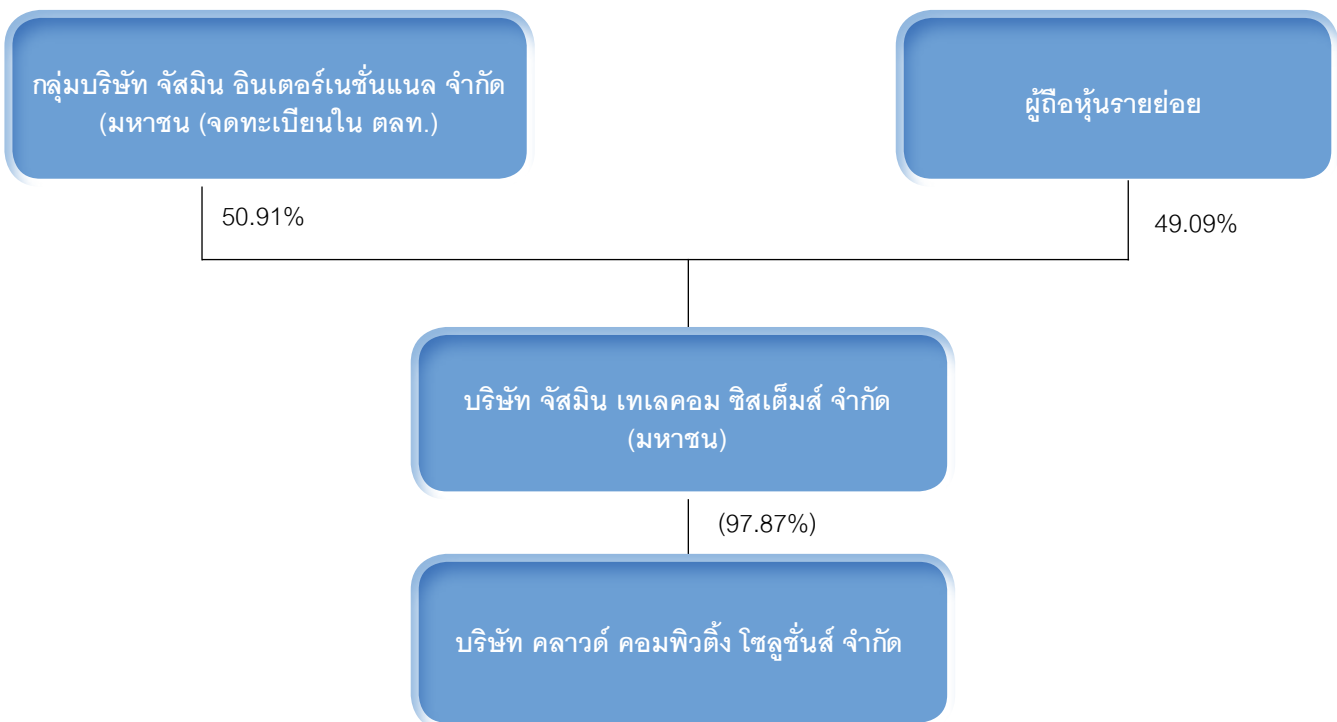 กลุ่มบริษัท จัสมิน อินเตอร์เนชั่นแนล จำกัด
(มหาชน (จดทะเบียนใน ตลท.)
ผู้ถือหุ้นรายย่อย
50.91%
49.09%
บริษัท จัสมิน เทเลคอม ซิสเต็มส์ จำกัด
(มหาชน)
(97.87%)
บริษัท คลาวด์ คอมพิวติ้ง โซลูชั่นส์ จำกัด